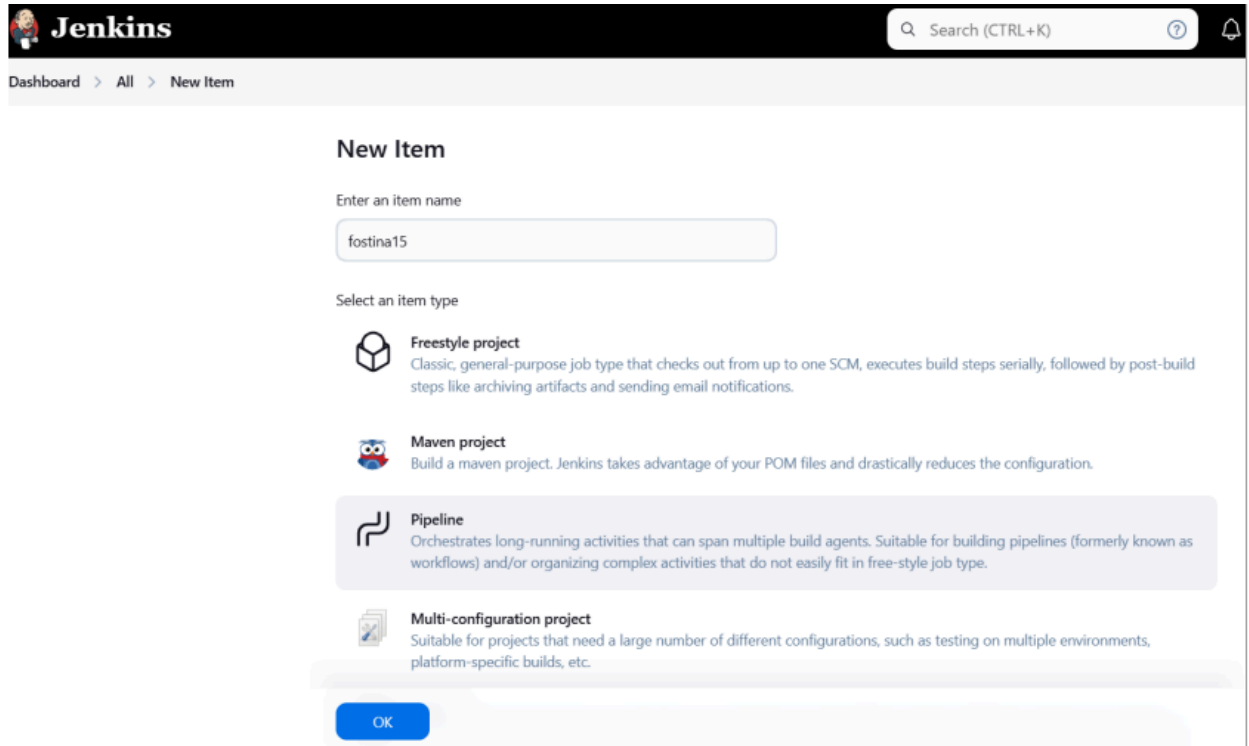 Jenkins
Search (CTRL+K)
?
Dashboard > All > New Item
New Item
Enter an item name
fostina15
Select an item type
Freestyle project
Classic, general-purpose job type that checks out from up to one SCM, executes build steps serially, followed by post-build
steps like archiving artifacts and sending email notifications.
Maven project
Build a maven project. Jenkins takes advantage of your POM files and drastically reduces the configuration.
Pipeline
Orchestrates long-running activities that can span multiple build agents. Suitable for building pipelines (formerly known as
workflows) and/or organizing complex activities that do not easily fit in free-style job type.
Multi-configuration project
Suitable for projects that need a large number of different configurations, such as testing on multiple environments,
platform-specific builds, etc.
OK